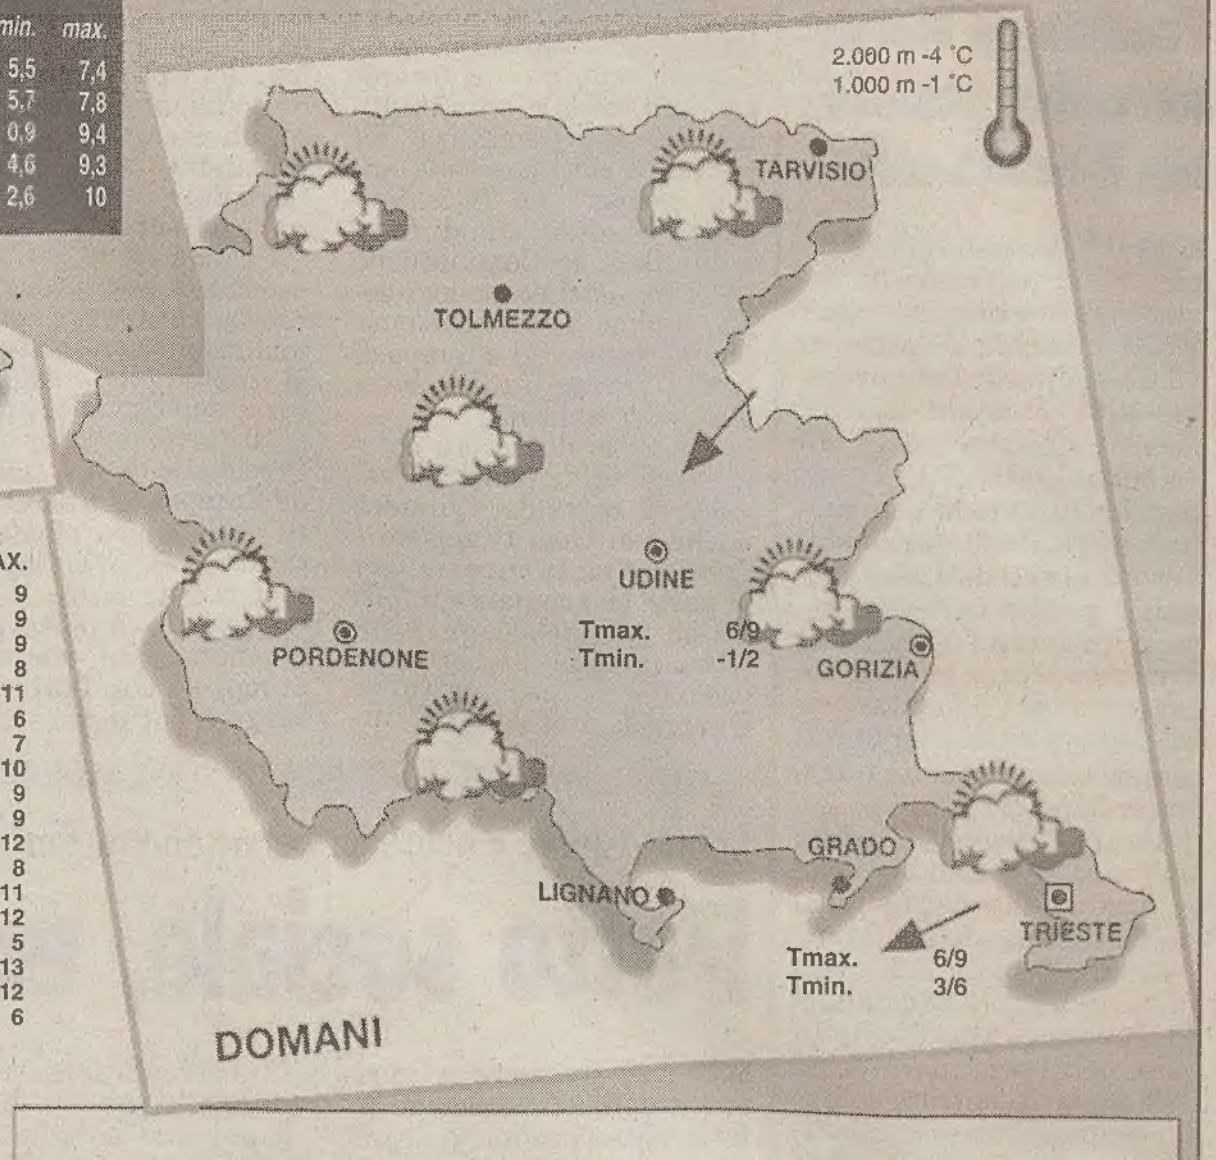 min. max.
5,5 7,4
5,7 7,8
0,9 9,4
4,6 9,3
2,6 10
2.000 m -4 °C
1.000 m -1 °C
TARVISIO
TOLMEZZO
UDINE
Tmax. 6/9
Tmin. -1/2
PORDENONE
GORIZIA
GRADO
LIGNANO
TRIESTE
Tmax. 6/9
Tmin. 3/6
DOMANI
AX.
9
9
9
8
11
6
7
10
9
9
12
8
11
12
5
13
12
6